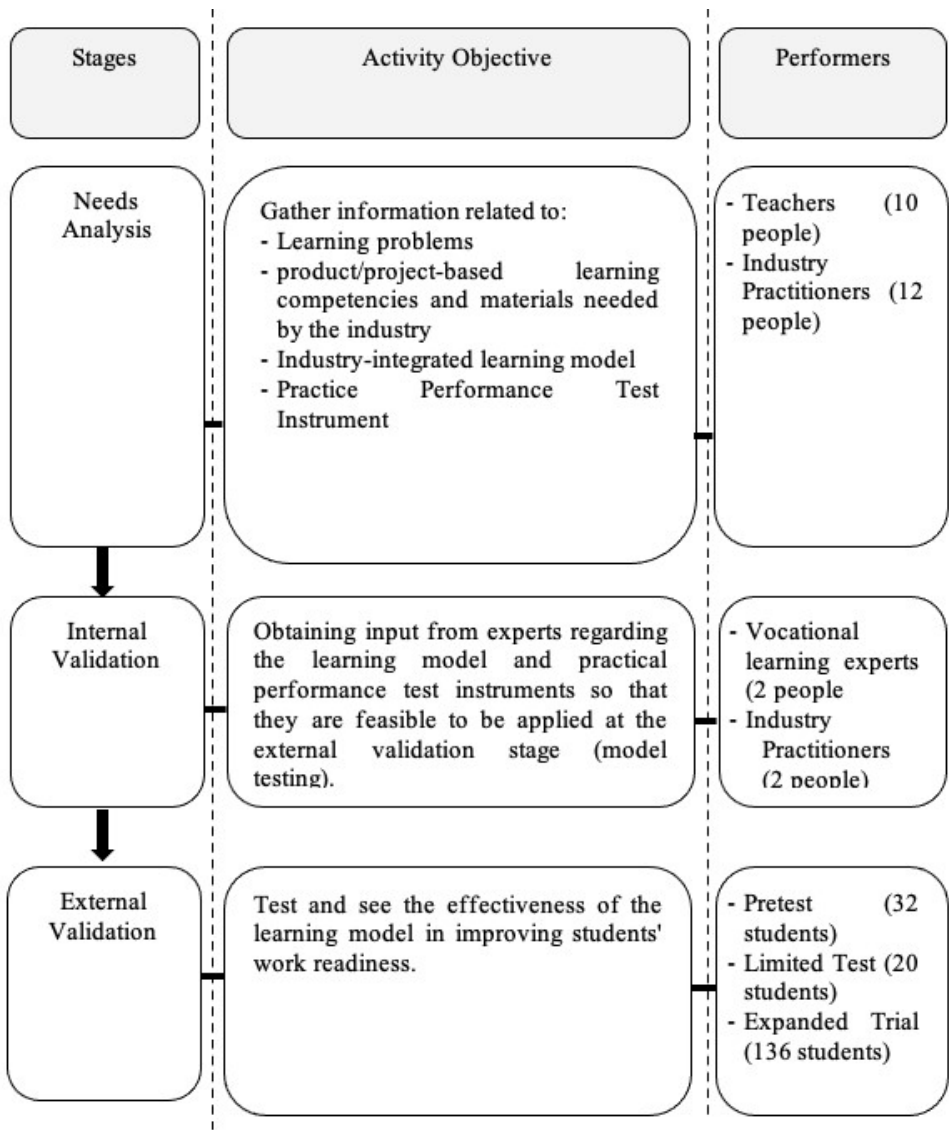 Stages
Activity Objective
Performers
Needs
Analysis
Gather information related to:
- Learning problems
- product/project-based learning
competencies and materials needed
by the industry
- Industry-integrated learning model
- Practice Performance Test
Instrument
- Teachers (10
people)
- Industry
Practitioners (12
people)
Internal
Validation
Obtaining input from experts regarding
the learning model and practical
performance test instruments so that
they are feasible to be applied at the
external validation stage (model
testing).
- Vocational
learning experts
(2 people
- Industry
Practitioners
(2 people)
External
Validation
Test and see the effectiveness of the
learning model in improving students'
work readiness.
- Pretest (32
students)
- Limited Test (20
students)
- Expanded Trial
(136 students)